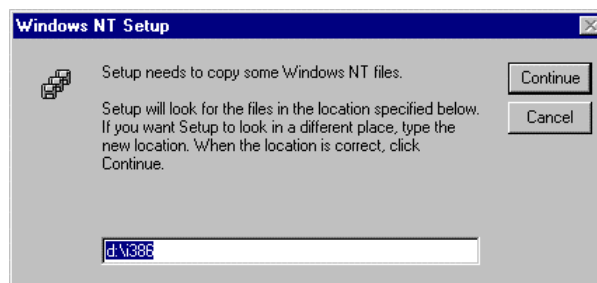 Windows NT Setup
Setup needs to copy some Windows NT files.
Continue
Setup will look for the files in the location specified below.
If you want Setup to look in a different place, type the
new location. When the location is correct, click
Continue.
Cancel
d:\i386